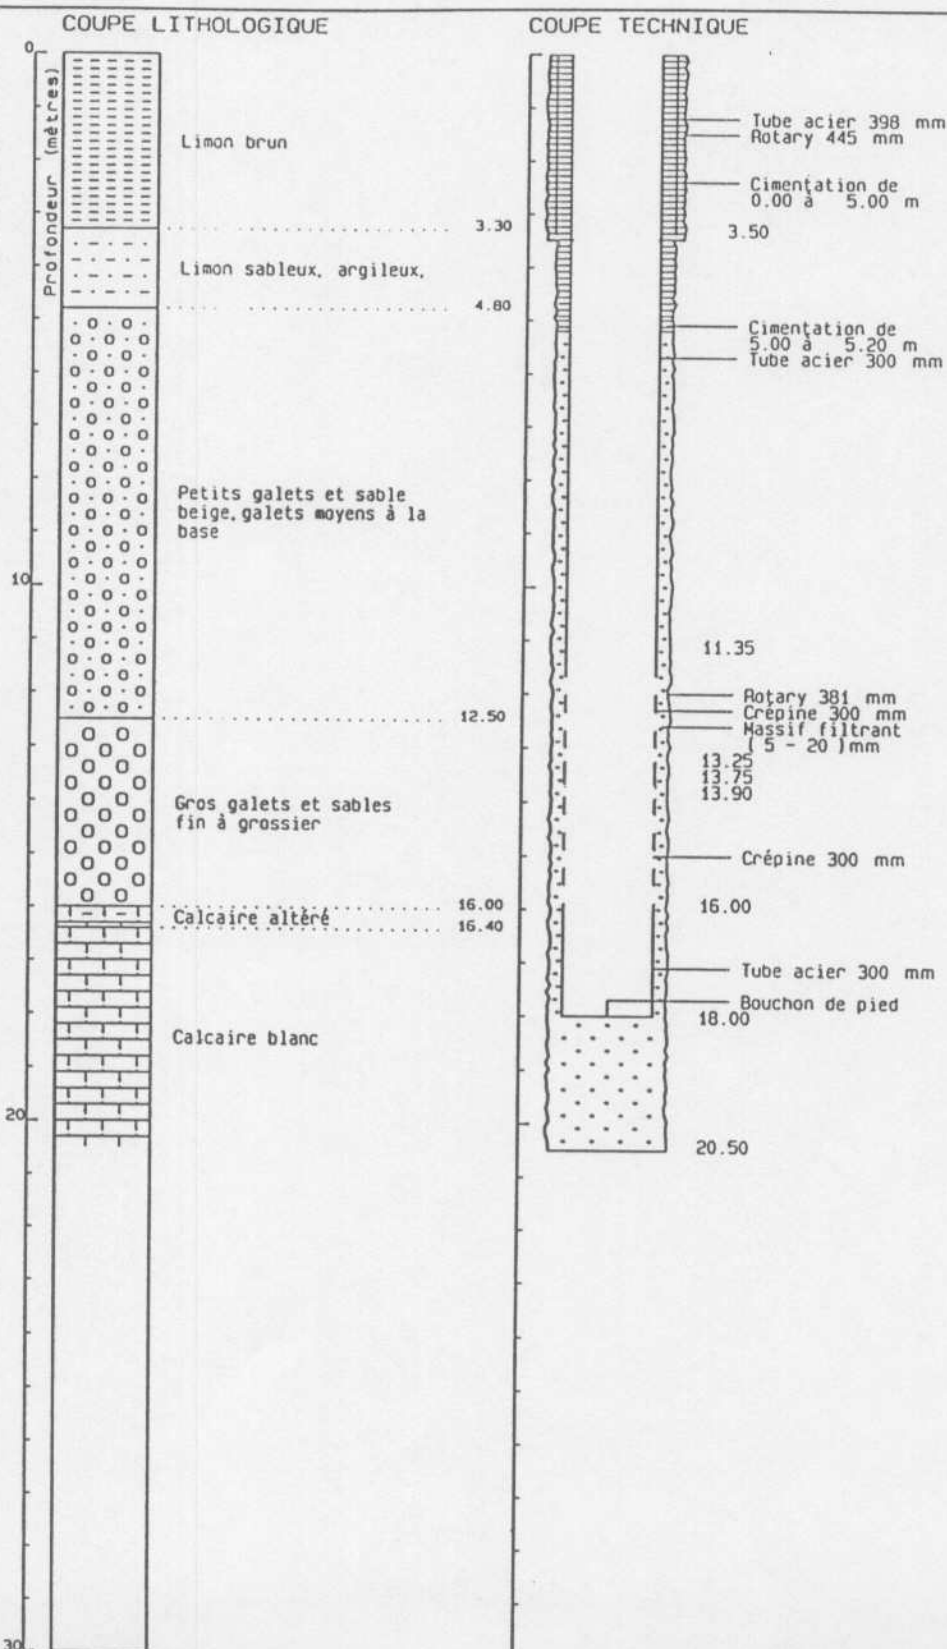 COUPE LITHOLOGIQUE
COUPE TECHNIQUE
0
Profondeur (mètres)
Limon brun
3.30
Limon sableux, argileux,
4.80
Petits galets et sable
beige, galets moyens à la
base
10
12.50
Gros galets et sables
fin à grossier
16.00
Calcaire altéré
16.40
Calcaire blanc
20
30
Tube acier 398 mm
Rotary 445 mm
Cimentation de
0.00 à 5.00 m
3.50
Cimentation de
5.00 à 5.20 m
Tube acier 300 mm
11.35
Rotary 381 mm
Crépine 300 mm
Massif filtrant
( 5 - 20 )mm
13.25
13.75
13.90
Crépine 300 mm
16.00
Tube acier 300 mm
Bouchon de pied
18.00
20.50